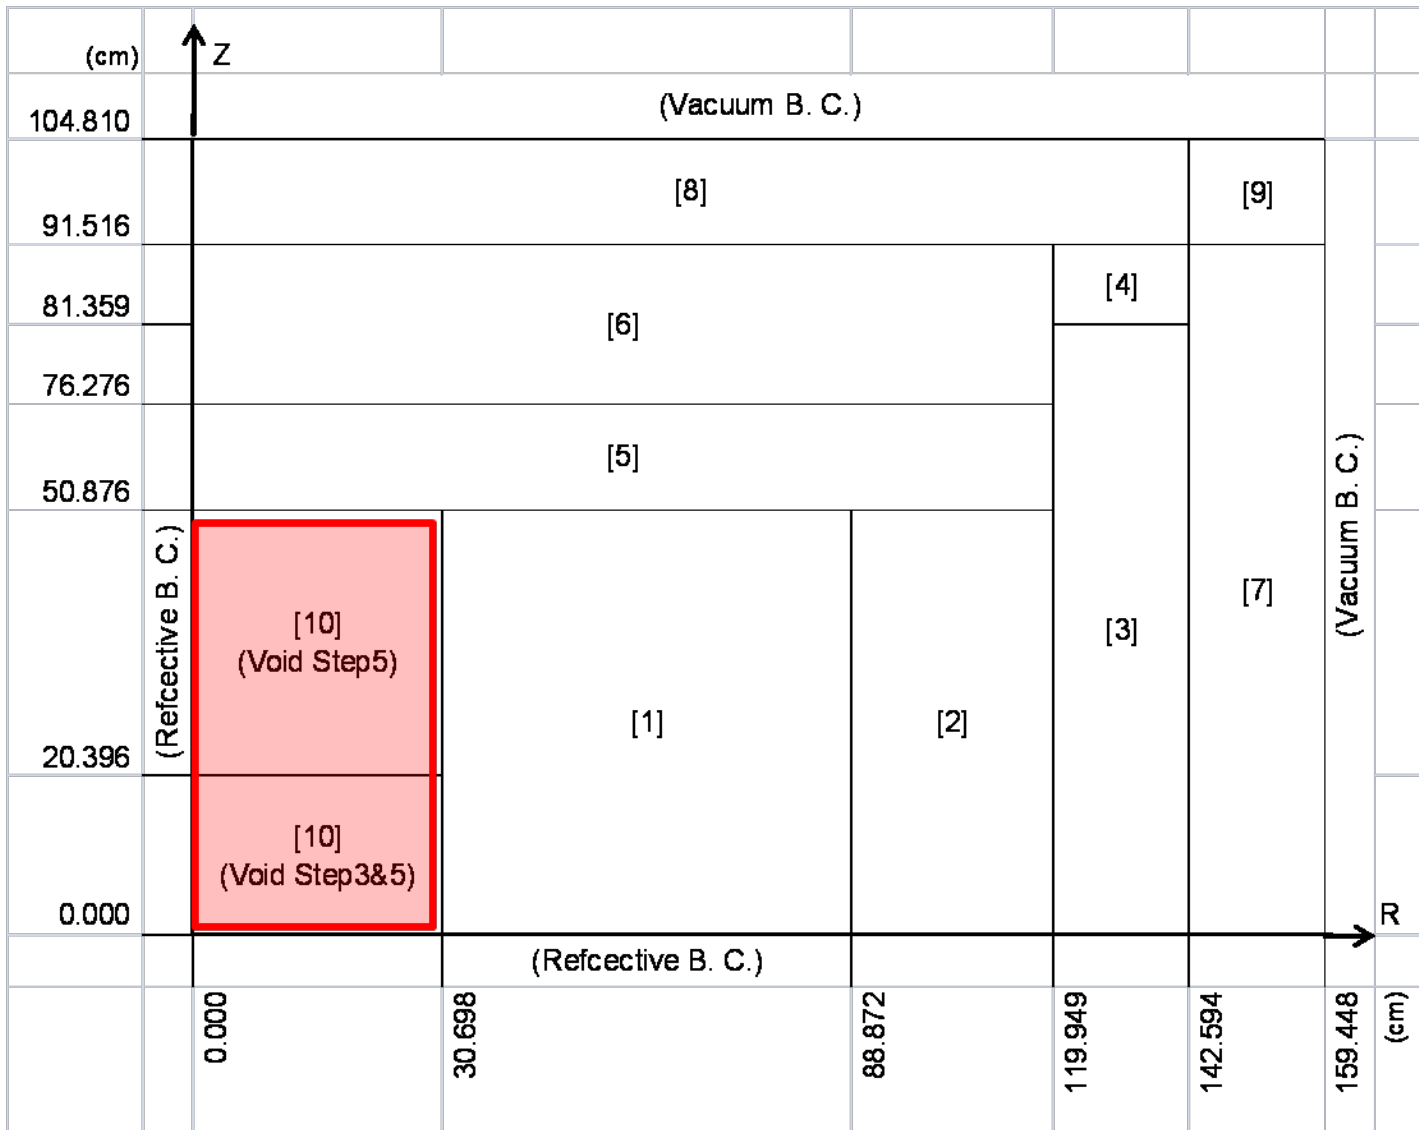 (cm)
Z
(Vacuum B. C.)
104.810
[8]
[9]
91.516
[4]
81.359
[6]
76.276
[5]
50.876
(Refcective B. C.)
(Vacuum B. C.)
[10]
(Void Step5)
[7]
[3]
[1]
[2]
20.396
[10]
(Void Step3&5)
0.000
R
(Refcective B. C.)
0.000
30.698
88.872
119.949
142.594
159.448
(cm)